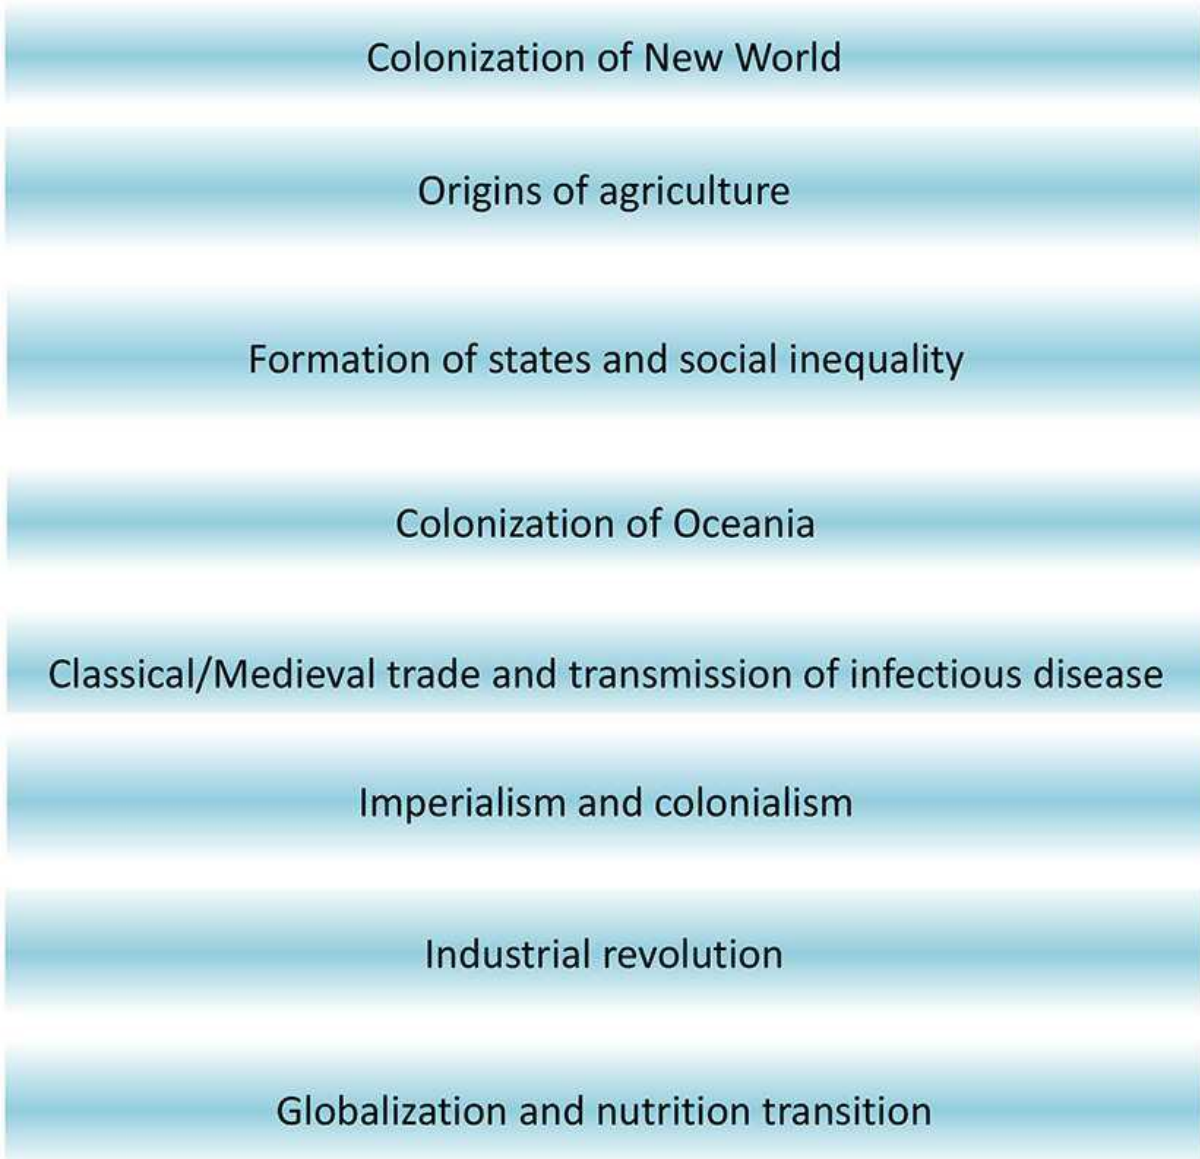 Colonization of New World
Origins of agriculture
Formation of states and social inequality
Colonization of Oceania
Classical/Medieval trade and transmission of infectious disease
Imperialism and colonialism
Industrial revolution
Globalization and nutrition transition